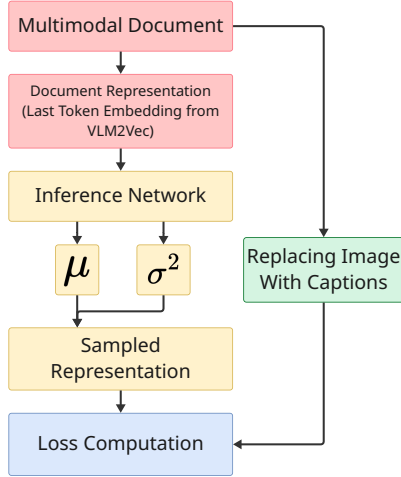 Multimodal Document
Document Representation
(Last Token Embedding from
VLM2Vec)
Inference Network
μ
σ²
Replacing Image
With Captions
Sampled
Representation
Loss Computation